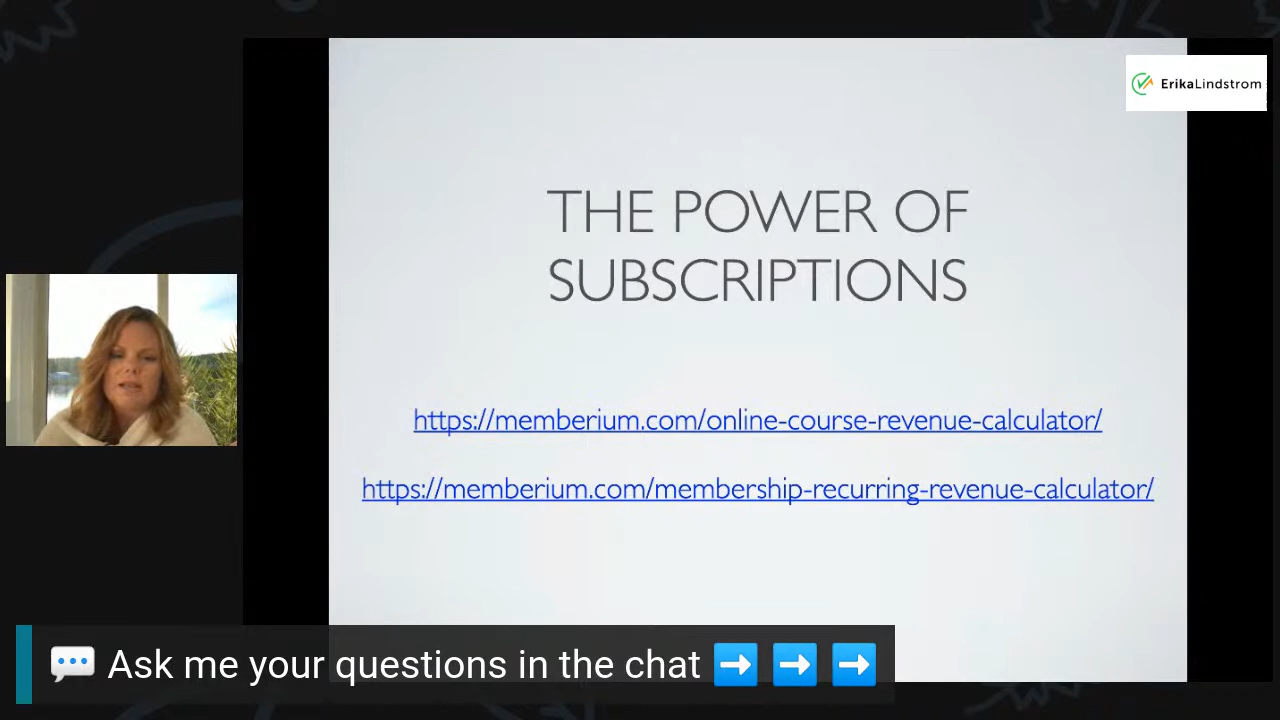 ErikaLindstrom
THE POWER OF
SUBSCRIPTIONS
https://memberium.com/online-course-revenue-calculator/
https://memberium.com/membership-recurring-revenue-calculator/
💬 Ask me your questions in the chat ➡️ ➡️ ➡️